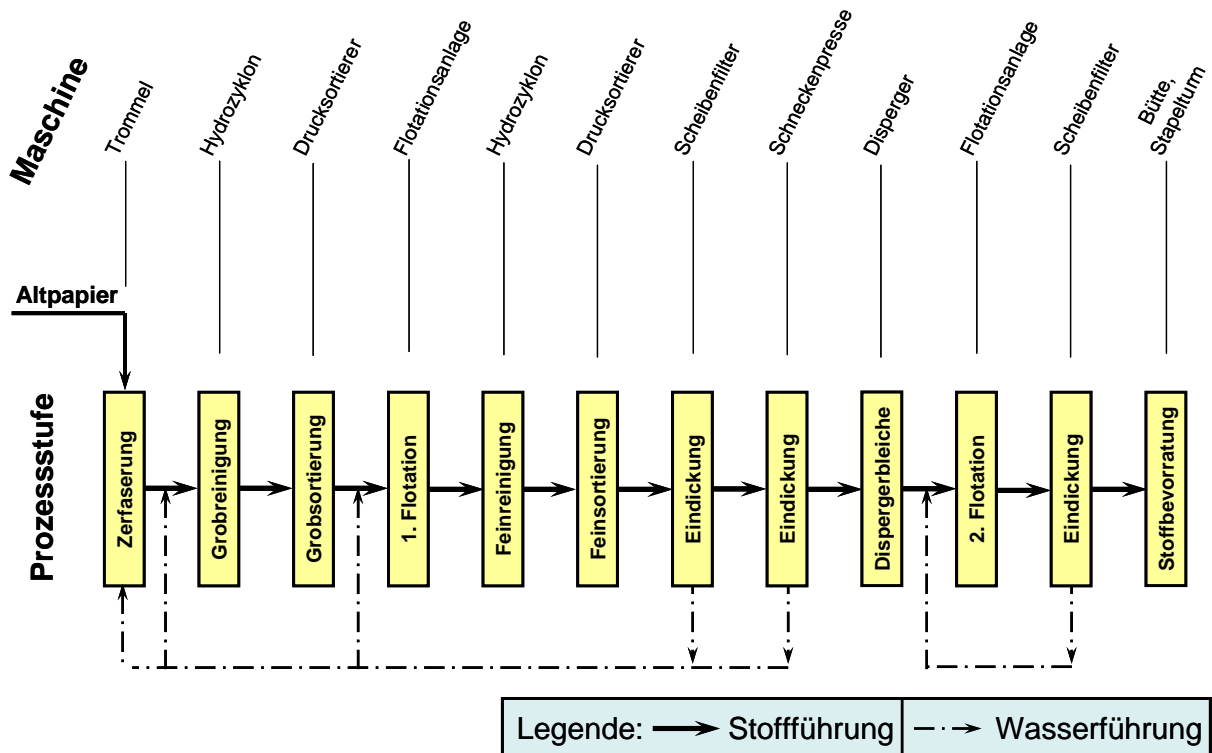 Maschine
Trommel
Hydrozyklon
Drucksortierer
Flotationsanlage
Hydrozyklon
Drucksortierer
Scheibenfilter
Schneckenpresse
Disperger
Flotationsanlage
Scheibenfilter
Bütte,
Stapelturm
Altpapier
Prozessstufe
Zerfaserung
Grobreinigung
Grobsortierung
1. Flotation
Feinreinigung
Feinsortierung
Eindickung
Eindickung
Dispergerbleiche
2. Flotation
Eindickung
Stoffbevorratung
Legende: Stoffführung Wasserführung